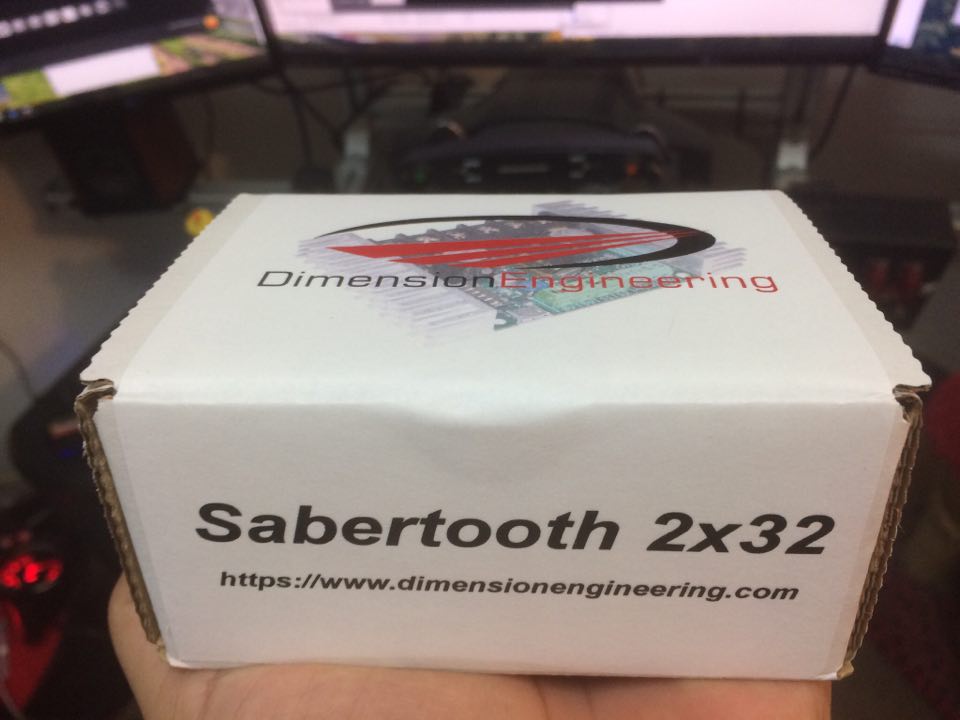 DimensionEngineering
Sabertooth 2x32
https://www.dimensionengineering.com